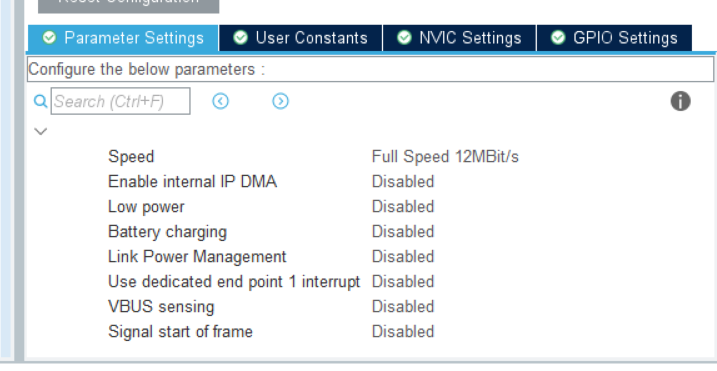 Reset Configuration
Parameter Settings User Constants NVIC Settings GPIO Settings
Configure the below parameters :
Search (Ctrl+F)
Speed Full Speed 12MBit/s
Enable internal IP DMA Disabled
Low power Disabled
Battery charging Disabled
Link Power Management Disabled
Use dedicated end point 1 interrupt Disabled
VBUS sensing Disabled
Signal start of frame Disabled